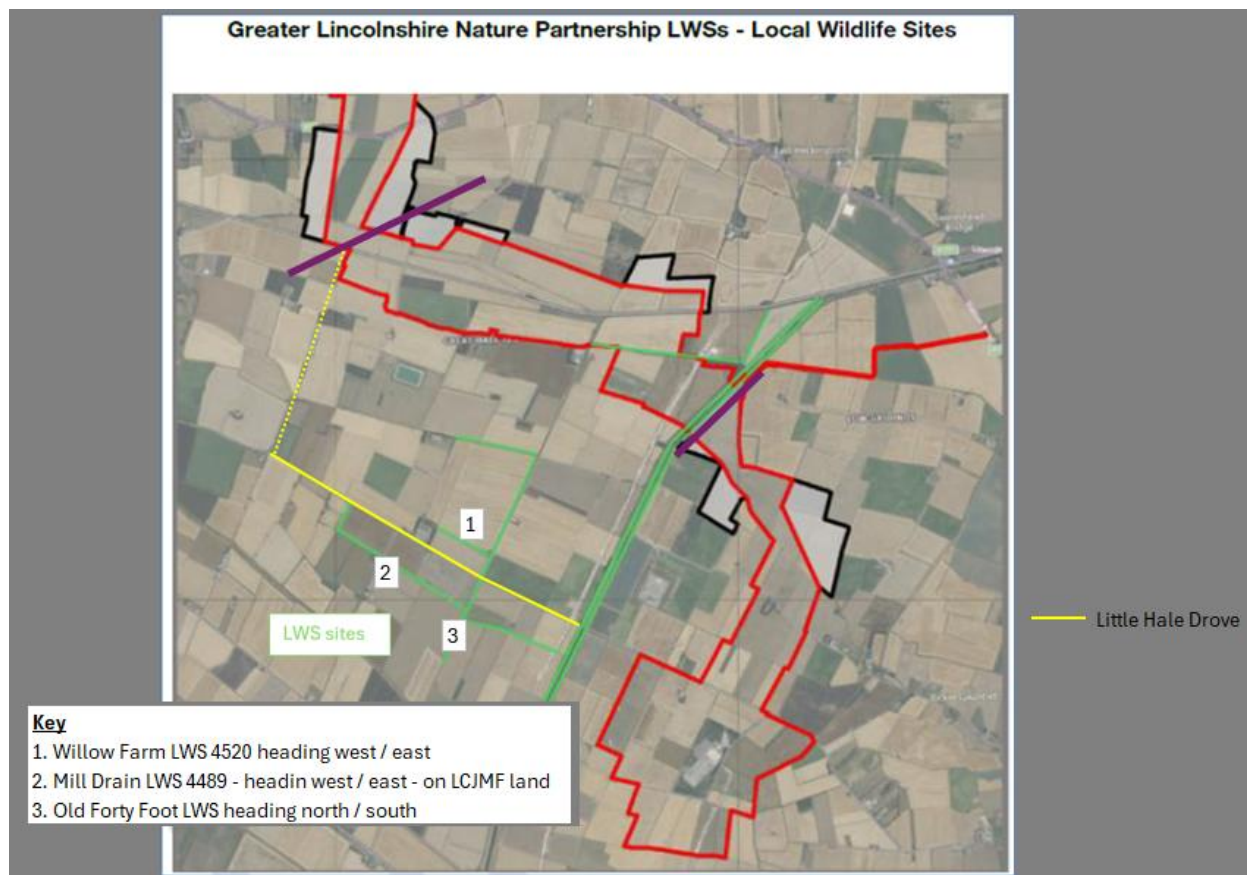 Greater Lincolnshire Nature Partnership LWSs - Local Wildlife Sites
1
2
3
LWS sites
Little Hale Drove
Key
1. Willow Farm LWS 4520 heading west / east
2. Mill Drain LWS 4489 - headin west / east - on LCJMF land
3. Old Forty Foot LWS heading north / south